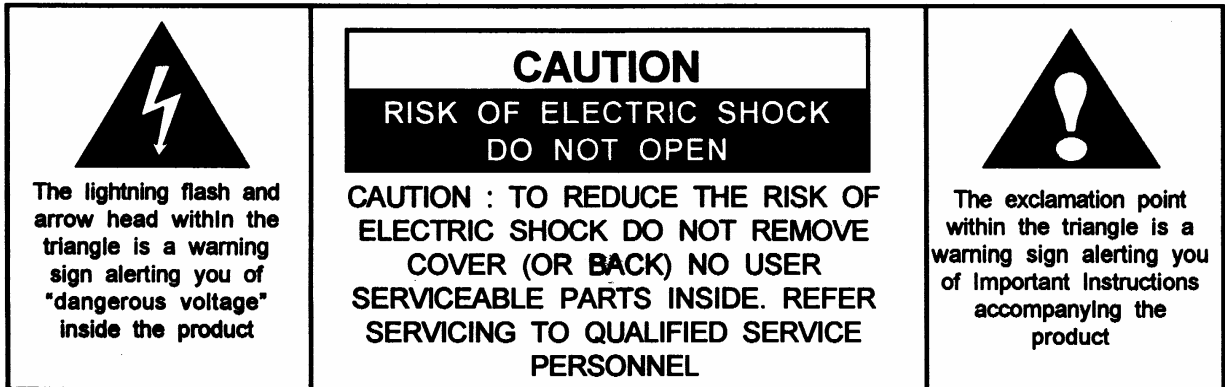 The lightning flash and
arrow head within the
triangle is a warning
sign alerting you of
"dangerous voltage"
inside the product
CAUTION
RISK OF ELECTRIC SHOCK
DO NOT OPEN
CAUTION : TO REDUCE THE RISK OF
ELECTRIC SHOCK DO NOT REMOVE
COVER (OR BACK) NO USER
SERVICEABLE PARTS INSIDE. REFER
SERVICING TO QUALIFIED SERVICE
PERSONNEL
The exclamation point
within the triangle is a
warning sign alerting you
of Important Instructions
accompanying the
product